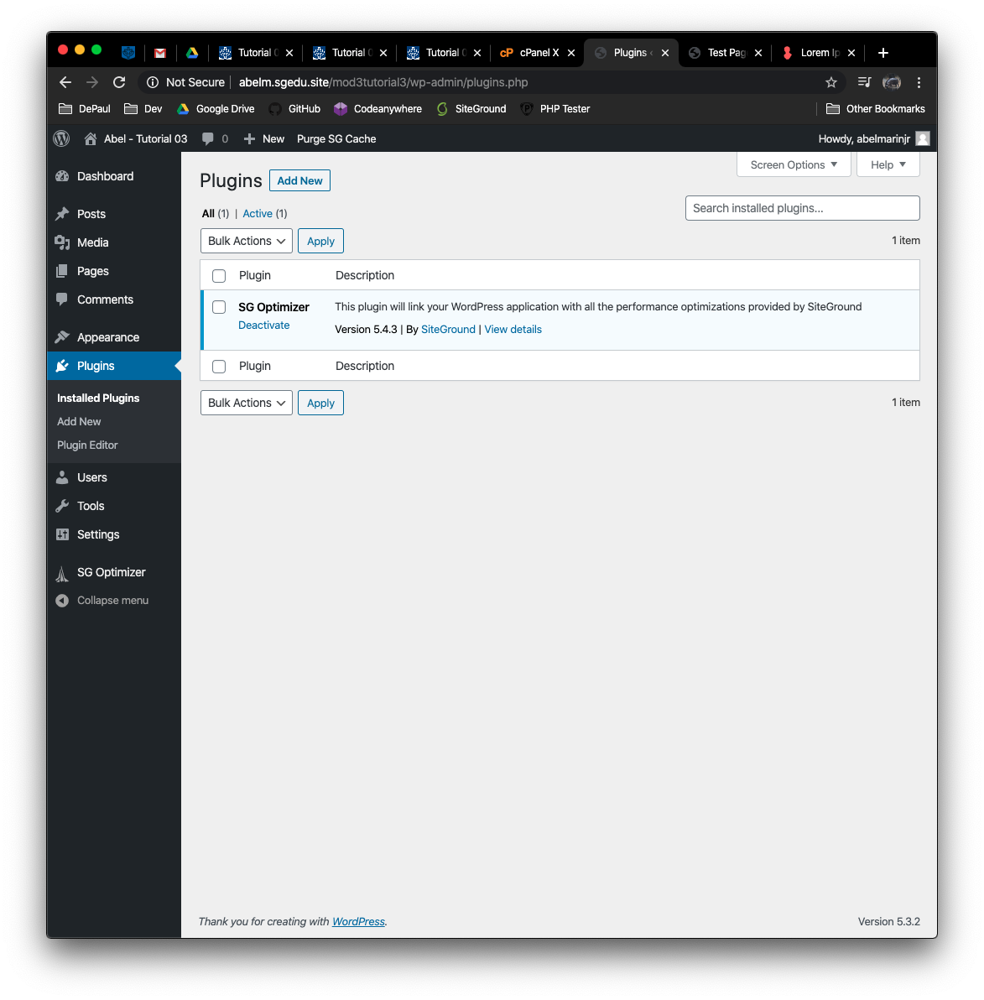 Tutorial 0
Tutorial 0
Tutorial 0
cP cPanel X
Plugins
Test Pag
Lorem Ip
Not Secure abelm.sgedu.site/mod3tutorial3/wp-admin/plugins.php
DePaul Dev Google Drive GitHub Codeanywhere SiteGround PHP Tester Other Bookmarks
Abel - Tutorial 03 0 New Purge SG Cache Howdy, abelmarinjr
Dashboard
Posts
Media
Pages
Comments
Appearance
Plugins
Installed Plugins
Add New
Plugin Editor
Users
Tools
Settings
SG Optimizer
Collapse menu
Screen Options Help
Plugins Add New
All (1) | Active (1)
Search installed plugins...
Bulk Actions Apply 1 item
Plugin Description
SG Optimizer This plugin will link your WordPress application with all the performance optimizations provided by SiteGround
Deactivate Version 5.4.3 | By SiteGround | View details
Plugin Description
Bulk Actions Apply 1 item
Thank you for creating with WordPress. Version 5.3.2